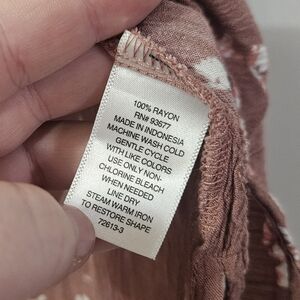 100% RAYON
RN# 93677
MADE IN INDONESIA
MACHINE WASH COLD
GENTLE CYCLE
WITH LIKE COLORS
USE ONLY NON-
CHLORINE BLEACH
WHEN NEEDED
LINE DRY
STEAM WARM IRON
TO RESTORE SHAPE
72613-3